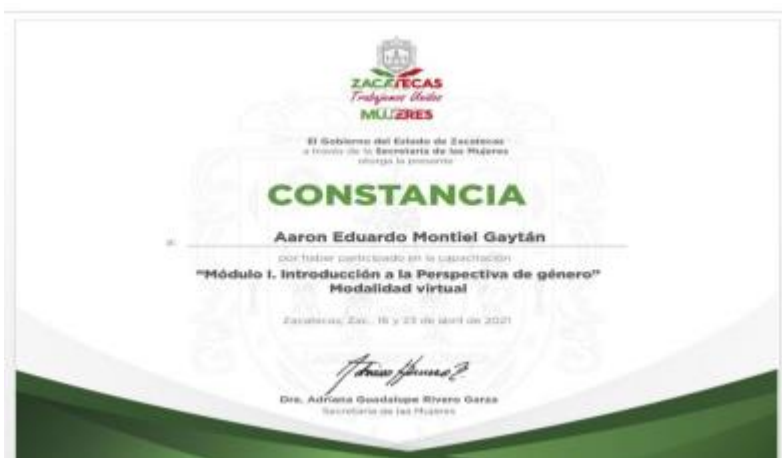 ZACATECAS
Trabajemos Unidos
MUJERES
El Gobierno del Estado de Zacatecas
a través de la Secretaría de las Mujeres
otorga la presente
CONSTANCIA
a:
Aaron Eduardo Montiel Gaytán
por haber participado en la capacitación
“Módulo I. Introducción a la Perspectiva de género”
Modalidad virtual
Zacatecas, Zac., 16 y 23 de abril de 2021
Dra. Adriana Guadalupe Rivero Garza
Secretaria de las Mujeres